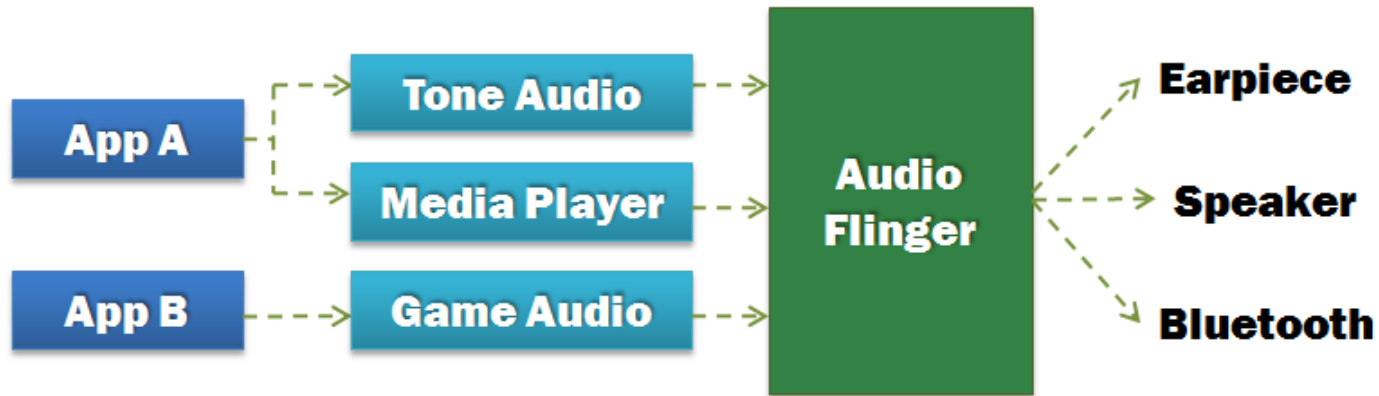 App A
App B
Tone Audio
Media Player
Game Audio
Audio
Flinger
Earpiece
Speaker
Bluetooth